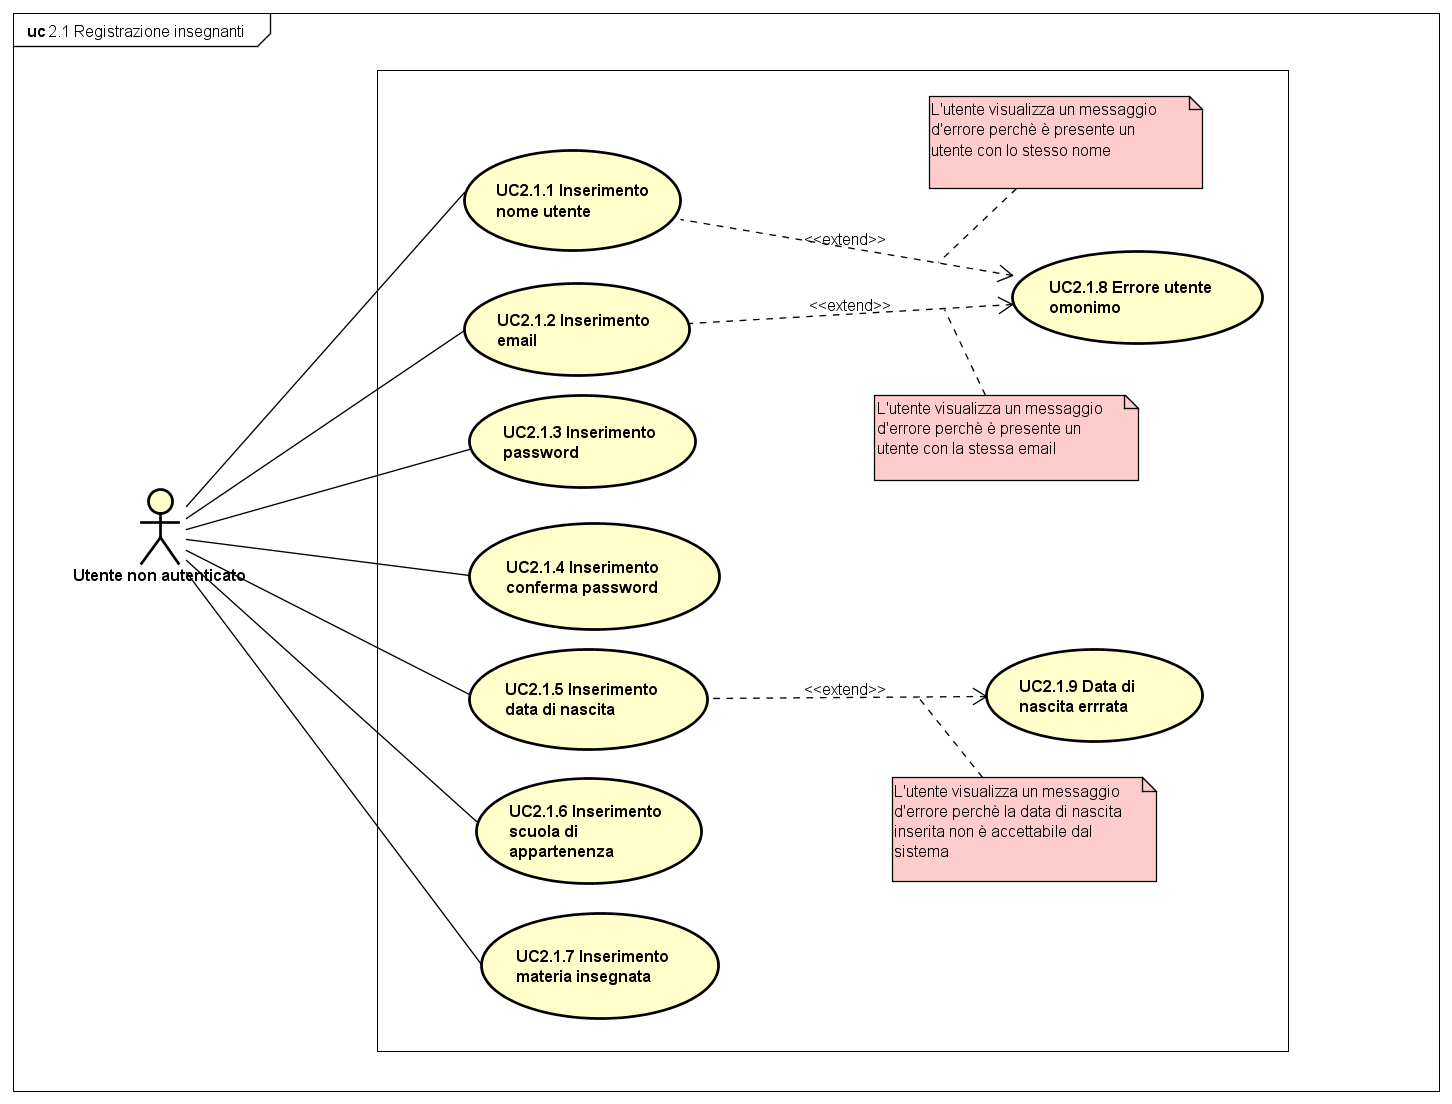 uc 2.1 Registrazione insegnanti
L'utente visualizza un messaggio
d'errore perchè è presente un
utente con lo stesso nome
UC2.1.1 Inserimento
nome utente
<<extend>>
UC2.1.8 Errore utente
omonimo
UC2.1.2 Inserimento
email
<<extend>>
L'utente visualizza un messaggio
d'errore perchè è presente un
utente con la stessa email
UC2.1.3 Inserimento
password
Utente non autenticato
UC2.1.4 Inserimento
conferma password
UC2.1.5 Inserimento
data di nascita
<<extend>>
UC2.1.9 Data di
nascita errrata
L'utente visualizza un messaggio
d'errore perchè la data di nascita
inserita non è accettabile dal
sistema
UC2.1.6 Inserimento
scuola di
appartenenza
UC2.1.7 Inserimento
materia insegnata